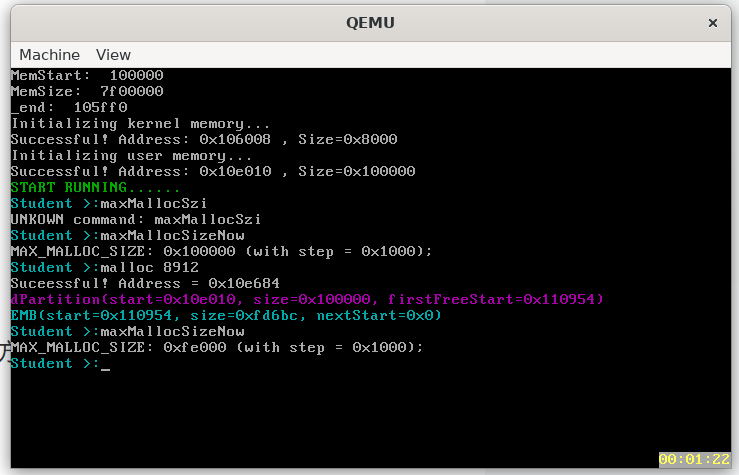 QEMU ×
Machine View
MemStart:  100000
MemSize:  7f00000
_end:  105ff0
Initializing kernel memory...
Successful! Address: 0x106008 , Size=0x8000
Initializing user memory...
Successful! Address: 0x10e010 , Size=0x100000
START RUNNING......
Student >:maxMallocSzi
UNKOWN command: maxMallocSzi
Student >:maxMallocSizeNow
MAX_MALLOC_SIZE: 0x100000 (with step = 0x1000);
Student >:malloc 8912
Suceessful! Address = 0x10e684
dPartition(start=0x10e010, size=0x100000, firstFreeStart=0x110954)
EMB(start=0x110954, size=0xfd6bc, nextStart=0x0)
Student >:maxMallocSizeNow
MAX_MALLOC_SIZE: 0xfe000 (with step = 0x1000);
Student >:_
00:01:22